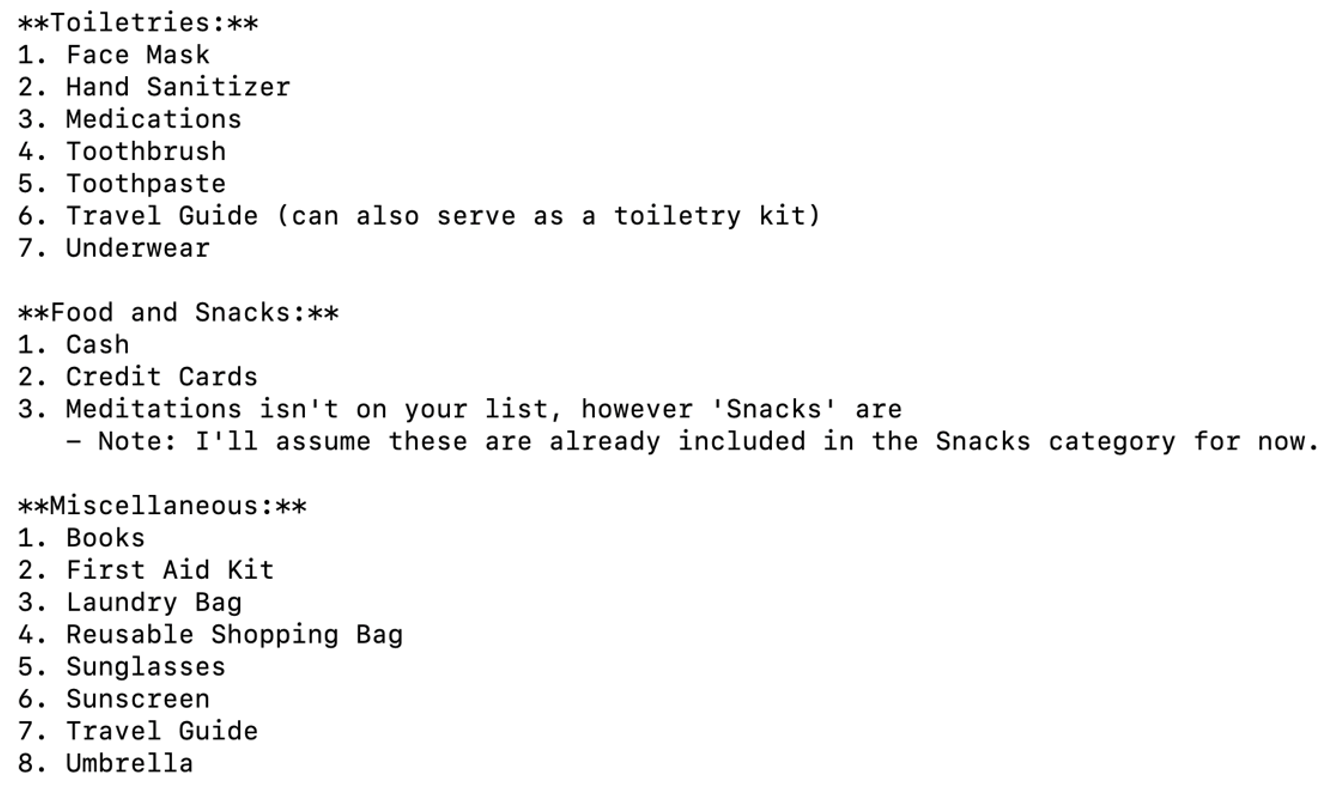 **Toiletries:**
1. Face Mask
2. Hand Sanitizer
3. Medications
4. Toothbrush
5. Toothpaste
6. Travel Guide (can also serve as a toiletry kit)
7. Underwear

**Food and Snacks:**
1. Cash
2. Credit Cards
3. Meditations isn't on your list, however 'Snacks' are
   – Note: I'll assume these are already included in the Snacks category for now.

**Miscellaneous:**
1. Books
2. First Aid Kit
3. Laundry Bag
4. Reusable Shopping Bag
5. Sunglasses
6. Sunscreen
7. Travel Guide
8. Umbrella